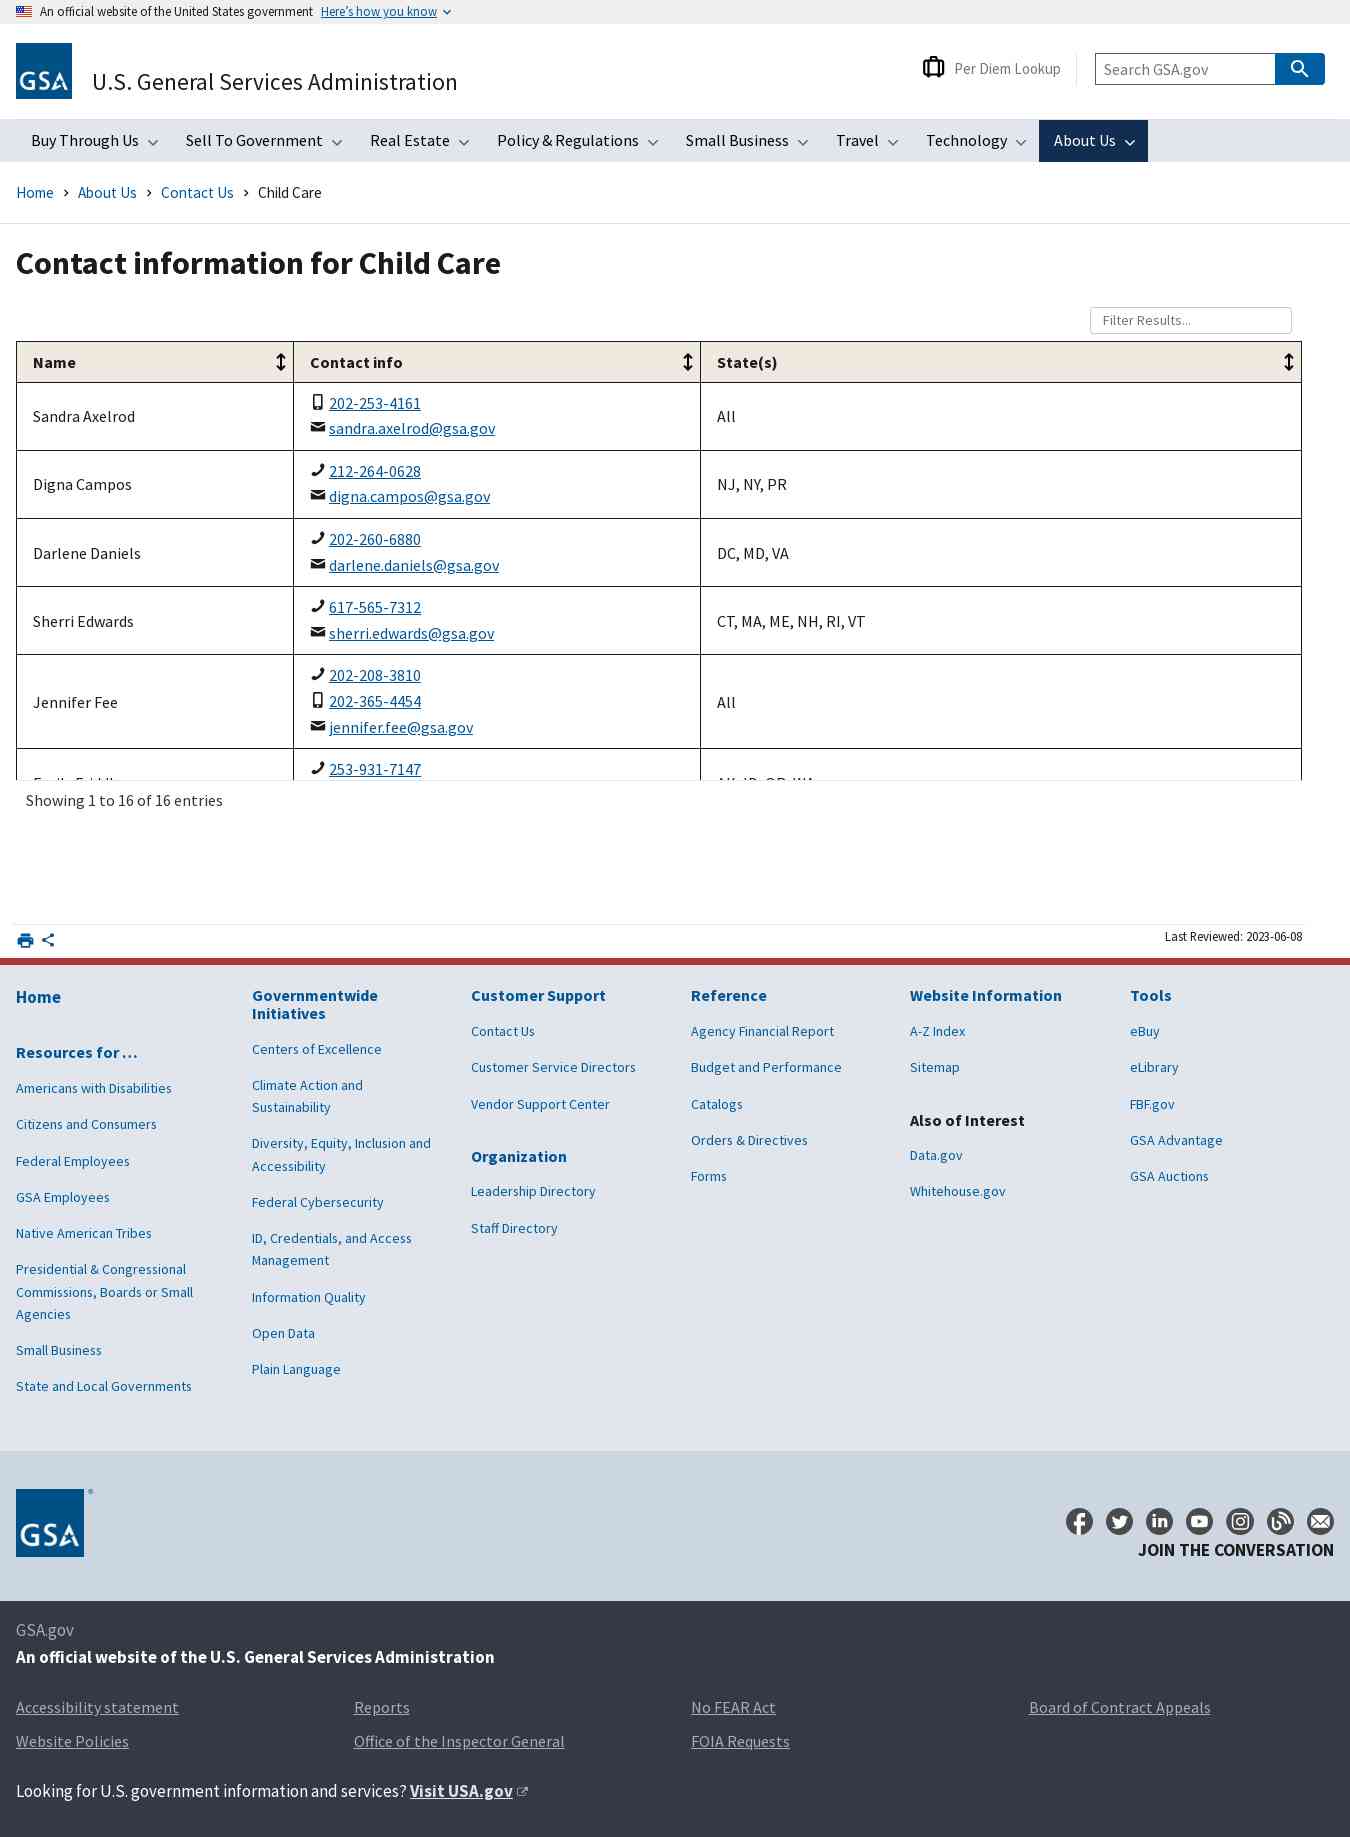 An official website of the United States government Here's how you know
GSA
U.S. General Services Administration
Per Diem Lookup
Search GSA.gov
Buy Through Us Sell To Government Real Estate Policy & Regulations Small Business Travel Technology About Us
Home About Us Contact Us Child Care
Contact information for Child Care
Filter Results...
Name Contact info State(s)
Sandra Axelrod
202-253-4161
sandra.axelrod@gsa.gov
All
Digna Campos
212-264-0628
digna.campos@gsa.gov
NJ, NY, PR
Darlene Daniels
202-260-6880
darlene.daniels@gsa.gov
DC, MD, VA
Sherri Edwards
617-565-7312
sherri.edwards@gsa.gov
CT, MA, ME, NH, RI, VT
Jennifer Fee
202-208-3810
202-365-4454
jennifer.fee@gsa.gov
All
253-931-7147
Showing 1 to 16 of 16 entries
Last Reviewed: 2023-06-08
Home
Resources for …
Americans with Disabilities
Citizens and Consumers
Federal Employees
GSA Employees
Native American Tribes
Presidential & Congressional
Commissions, Boards or Small
Agencies
Small Business
State and Local Governments
Governmentwide
Initiatives
Centers of Excellence
Climate Action and
Sustainability
Diversity, Equity, Inclusion and
Accessibility
Federal Cybersecurity
ID, Credentials, and Access
Management
Information Quality
Open Data
Plain Language
Customer Support
Contact Us
Customer Service Directors
Vendor Support Center
Organization
Leadership Directory
Staff Directory
Reference
Agency Financial Report
Budget and Performance
Catalogs
Orders & Directives
Forms
Website Information
A-Z Index
Sitemap
Also of Interest
Data.gov
Whitehouse.gov
Tools
eBuy
eLibrary
FBF.gov
GSA Advantage
GSA Auctions
GSA
JOIN THE CONVERSATION
GSA.gov
An official website of the U.S. General Services Administration
Accessibility statement Reports No FEAR Act Board of Contract Appeals
Website Policies Office of the Inspector General FOIA Requests
Looking for U.S. government information and services? Visit USA.gov